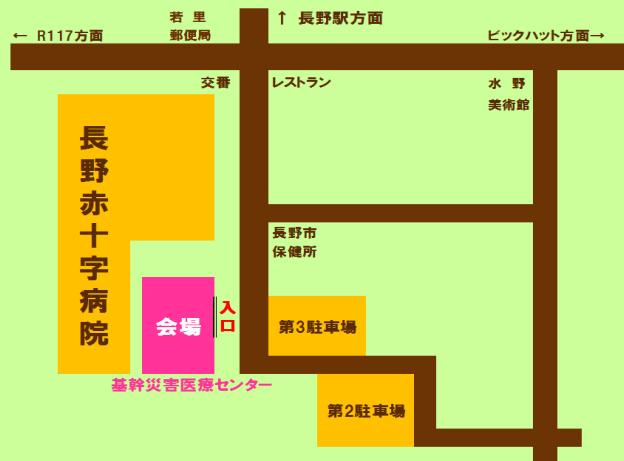 ← R117方面
若里
郵便局
↑ 長野駅方面
ビックハット方面→
交番
レストラン
水野
美術館
長野赤十字病院
長野市
保健所
会場
入口
第3駐車場
基幹災害医療センター
第2駐車場